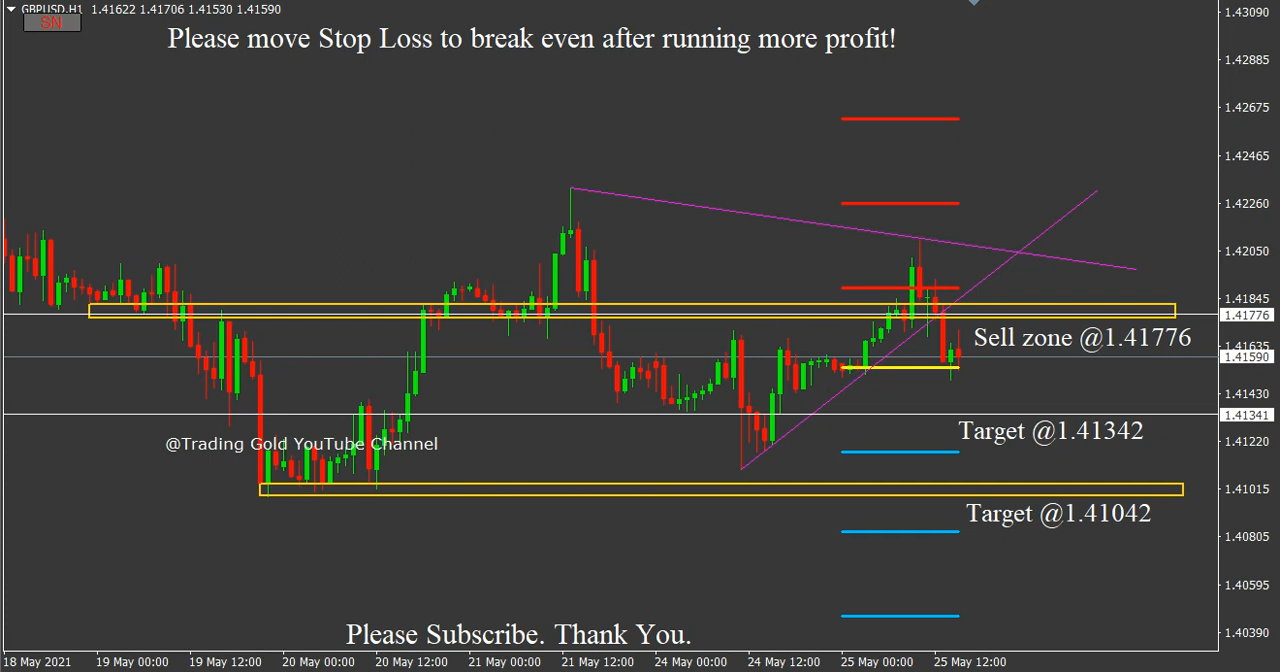 GBPUSD,H1 1.41622 1.41706 1.41530 1.41590
SN
Please move Stop Loss to break even after running more profit!
1.43090
1.42885
1.42675
1.42465
1.42260
1.42050
1.41845
1.41776
Sell zone @1.41776
1.41635
1.41590
1.41430
1.41341
Target @1.41342
@Trading Gold YouTube Channel
1.41220
1.41015
Target @1.41042
1.40805
1.40595
Please Subscribe. Thank You.
1.40390
18 May 2021 19 May 00:00 19 May 12:00 20 May 00:00 20 May 12:00 21 May 00:00 21 May 12:00 24 May 00:00 24 May 12:00 25 May 00:00 25 May 12:00